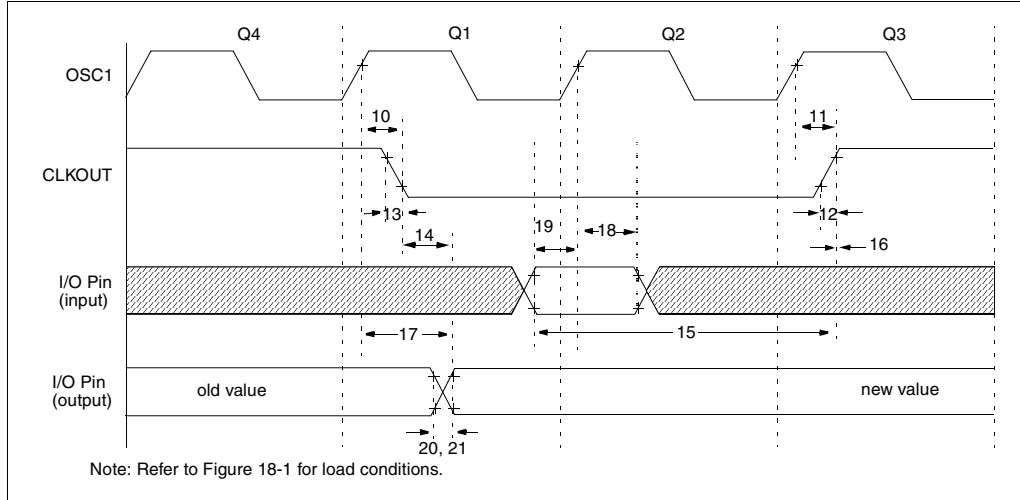 Q4 Q1 Q2 Q3
OSC1
10 11
CLKOUT
13 12
14 19 18 16
I/O Pin
(input)
17 15
I/O Pin
(output)
old value new value
20, 21
Note: Refer to Figure 18-1 for load conditions.